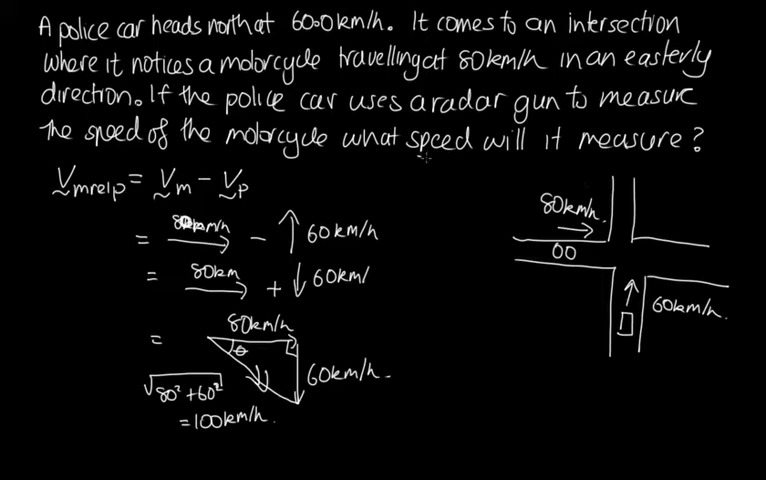 A police car heads north at 60.0km/h. It comes to an intersection
where it notices a motorcycle travelling at 80km/h in an easterly
direction. If the police car uses a radar gun to measure
the speed of the motorcycle what speed will it measure?
V mrelp = Vm - Vp
= 80km/h → - ↑ 60km/h
= 80km → + ↓ 60km/
= 80km/h
θ
60km/h.
√80²+60²
=100km/h.
80km/h.
00
60km/h.